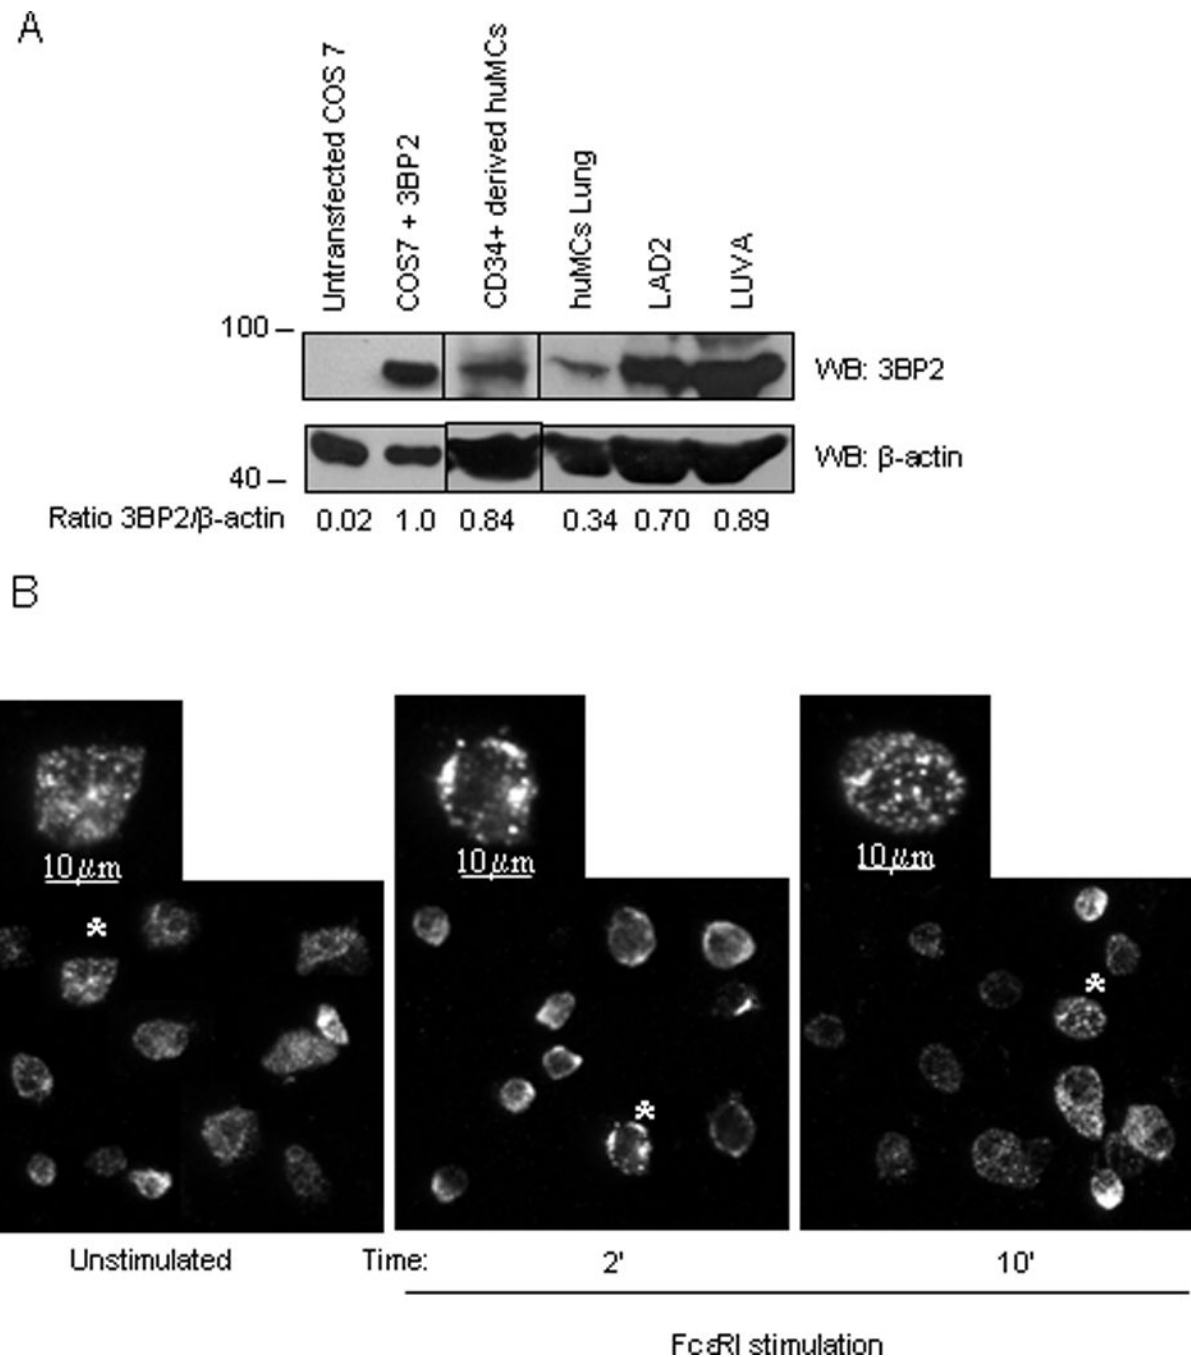 A
Untransfected COS 7
COS7 + 3BP2
CD34+ derived huMCs
huMCs Lung
LAD2
LUVA
100
WB: 3BP2
WB: β-actin
40
Ratio 3BP2/β-actin 0.02 1.0 0.84 0.34 0.70 0.89
B
10 μm
10 μm
10 μm
*
*
*
Unstimulated Time: 2' 10'
FcεRI stimulation